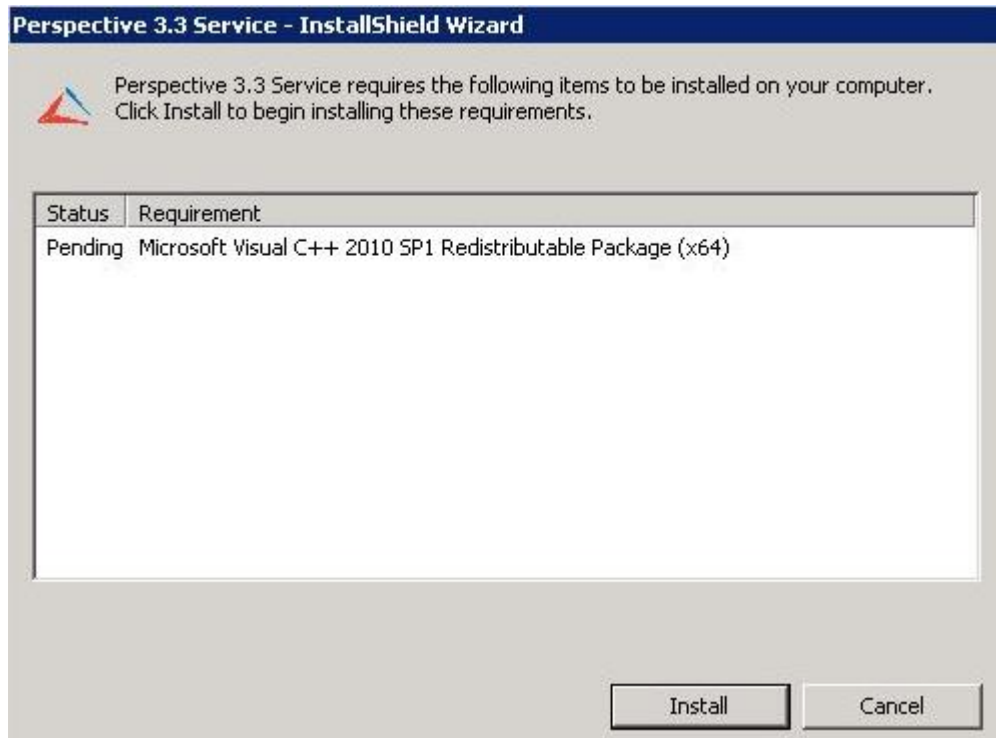 Perspective 3.3 Service - InstallShield Wizard
Perspective 3.3 Service requires the following items to be installed on your computer.
Click Install to begin installing these requirements.
Status Requirement
Pending Microsoft Visual C++ 2010 SP1 Redistributable Package (x64)
Install Cancel